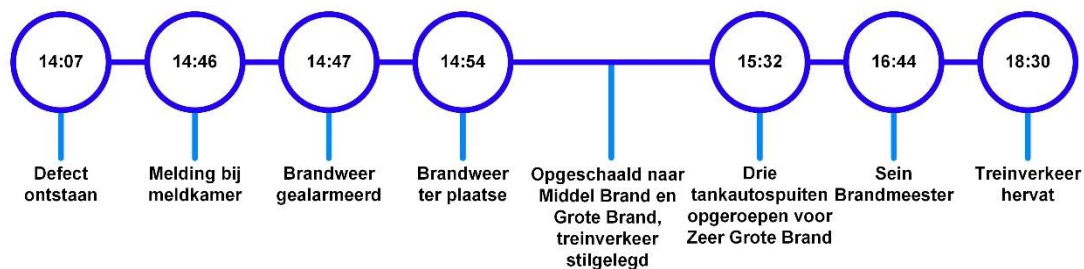 14:07
14:46
14:47
14:54
15:32
16:44
18:30
Defect
ontstaan
Melding bij
meldkamer
Brandweer
gealarmeerd
Brandweer
ter plaatse
Opgeschaald naar
Middel Brand en
Grote Brand,
treinverkeer
stilgelegd
Drie
tankautospuiten
opgeroepen voor
Zeer Grote Brand
Sein
Brandmeester
Treinverkeer
hervat